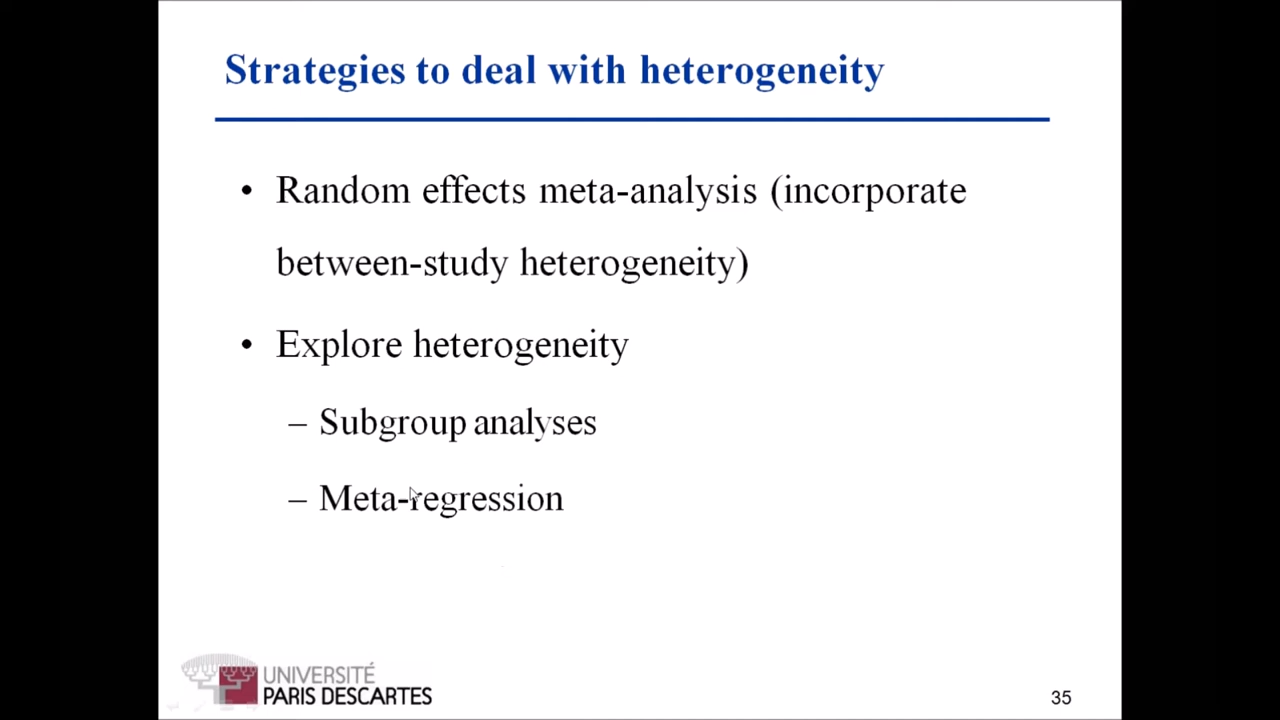 Strategies to deal with heterogeneity
• Random effects meta-analysis (incorporate
between-study heterogeneity)
• Explore heterogeneity
– Subgroup analyses
– Meta-regression
UNIVERSITÉ
PARIS DESCARTES
35